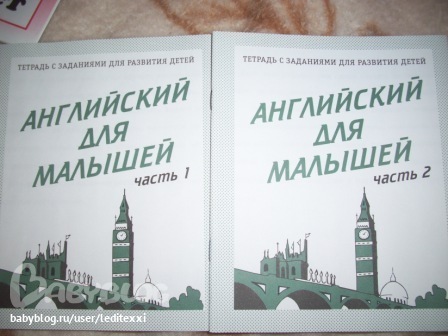 ТЕТРАДЬ С ЗАДАНИЯМИ ДЛЯ РАЗВИТИЯ ДЕТЕЙ
АНГЛИЙСКИЙ
ДЛЯ
МАЛЫШЕЙ
часть 1
ТЕТРАДЬ С ЗАДАНИЯМИ ДЛЯ РАЗВИТИЯ ДЕТЕЙ
АНГЛИЙСКИЙ
ДЛЯ
МАЛЫШЕЙ
часть 2
BABYBLOG
babyblog.ru/user/leditexxi